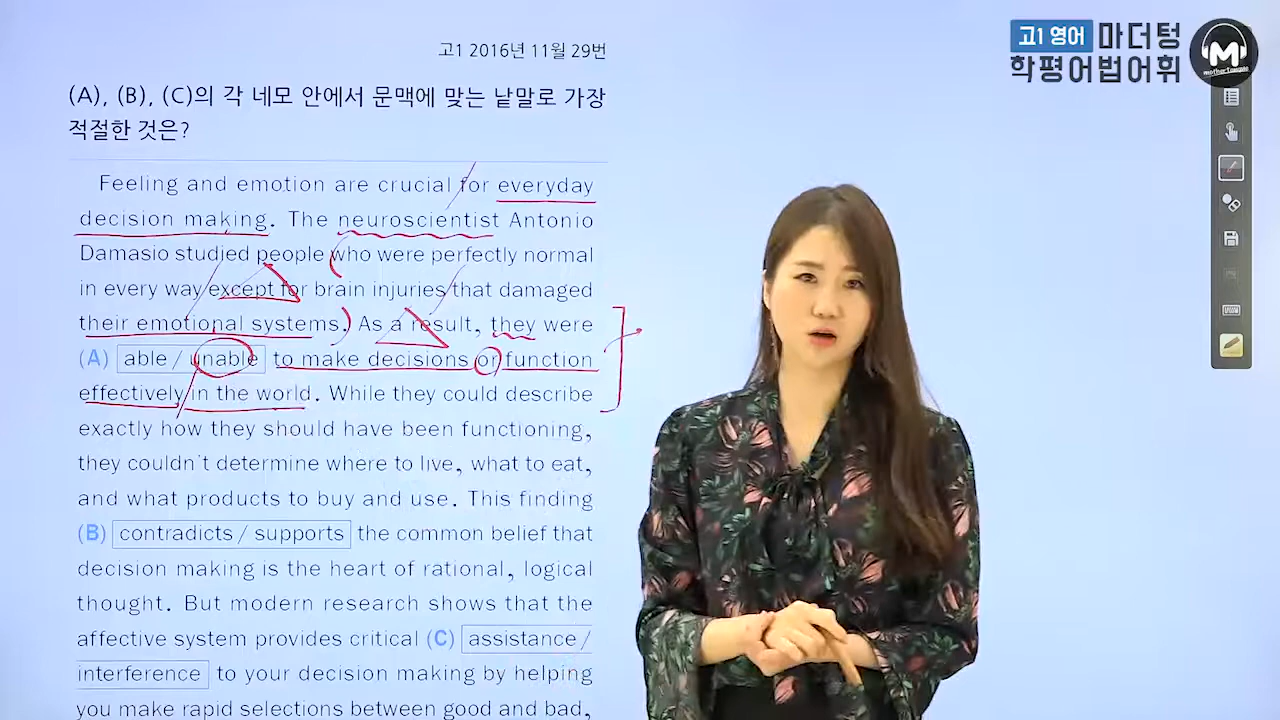 고1 2016년 11월 29번
고1 영어 마더텅
학평어법어휘
M
mothertongue
(A), (B), (C)의 각 네모 안에서 문맥에 맞는 낱말로 가장
적절한 것은?
Feeling and emotion are crucial for everyday
decision making. The neuroscientist Antonio
Damasio studied people who were perfectly normal
in every way except for brain injuries that damaged
their emotional systems. As a result, they were
(A) able / unable to make decisions or function
effectively in the world. While they could describe
exactly how they should have been functioning,
they couldn't determine where to live, what to eat,
and what products to buy and use. This finding
(B) contradicts / supports the common belief that
decision making is the heart of rational, logical
thought. But modern research shows that the
affective system provides critical (C) assistance /
interference to your decision making by helping
you make rapid selections between good and bad,